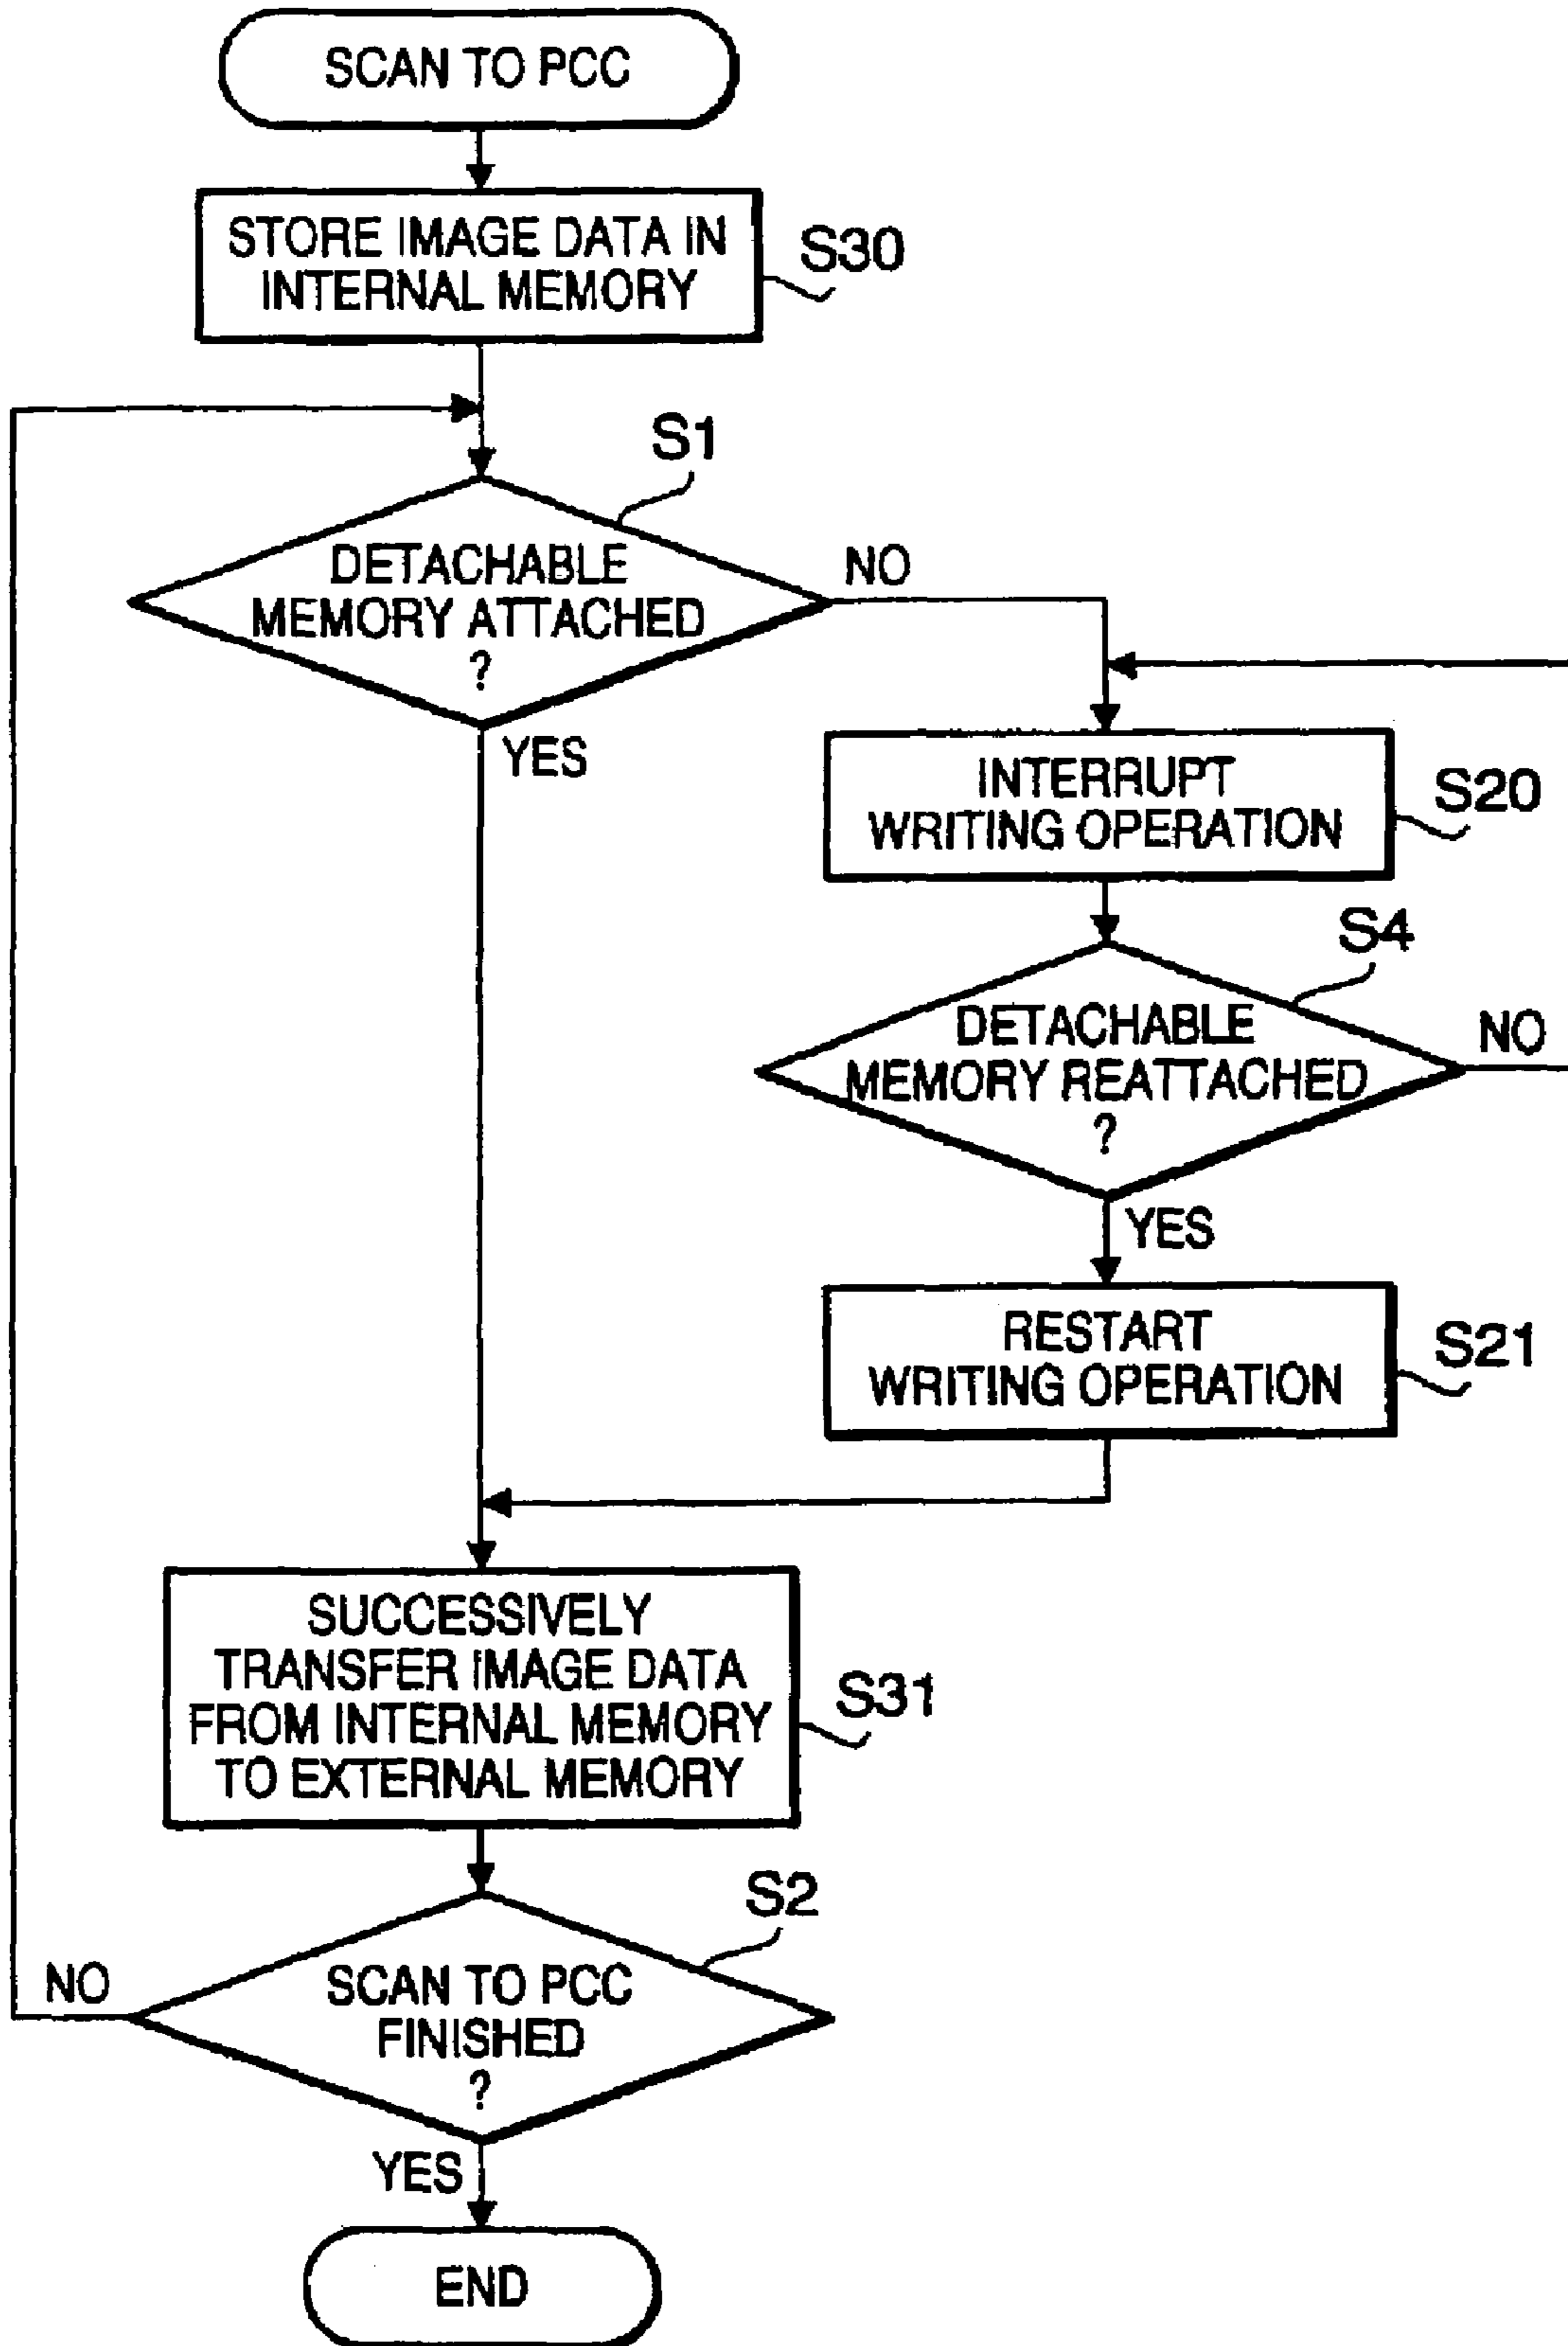 SCAN TO PCC
STORE IMAGE DATA IN
INTERNAL MEMORY
S30
S1
DETACHABLE
MEMORY ATTACHED
?
NO
YES
INTERRUPT
WRITING OPERATION
S20
S4
DETACHABLE
MEMORY REATTACHED
?
NO
YES
RESTART
WRITING OPERATION
S21
SUCCESSIVELY
TRANSFER IMAGE DATA
FROM INTERNAL MEMORY
TO EXTERNAL MEMORY
S31
S2
SCAN TO PCC
FINISHED
?
NO
YES
END